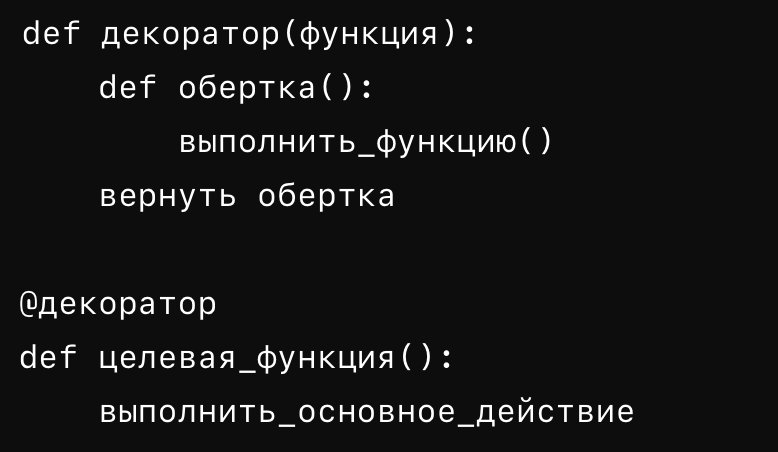 def декоратор(функция):
    def обертка():
        выполнить_функцию()
    вернуть обертка

@декоратор
def целевая_функция():
    выполнить_основное_действие